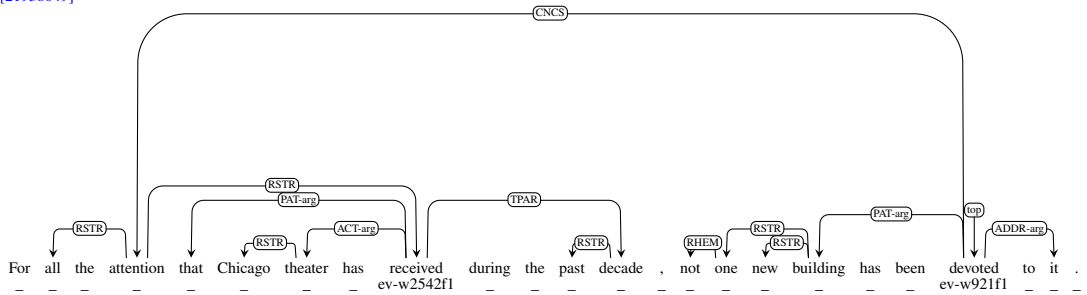 CNCS
RSTR
PAT-arg TPAR
top
PAT-arg
RSTR ACT-arg RSTR ADDR-arg
RSTR RSTR RHEM RSTR
For all the attention that Chicago theater has received during the past decade , not one new building has been devoted to it .
ev-w2542f1 ev-w921f1
_ _ _ _ _ _ _ _ _ _ _ _ _ _ _ _ _ _ _ _ _ _ _